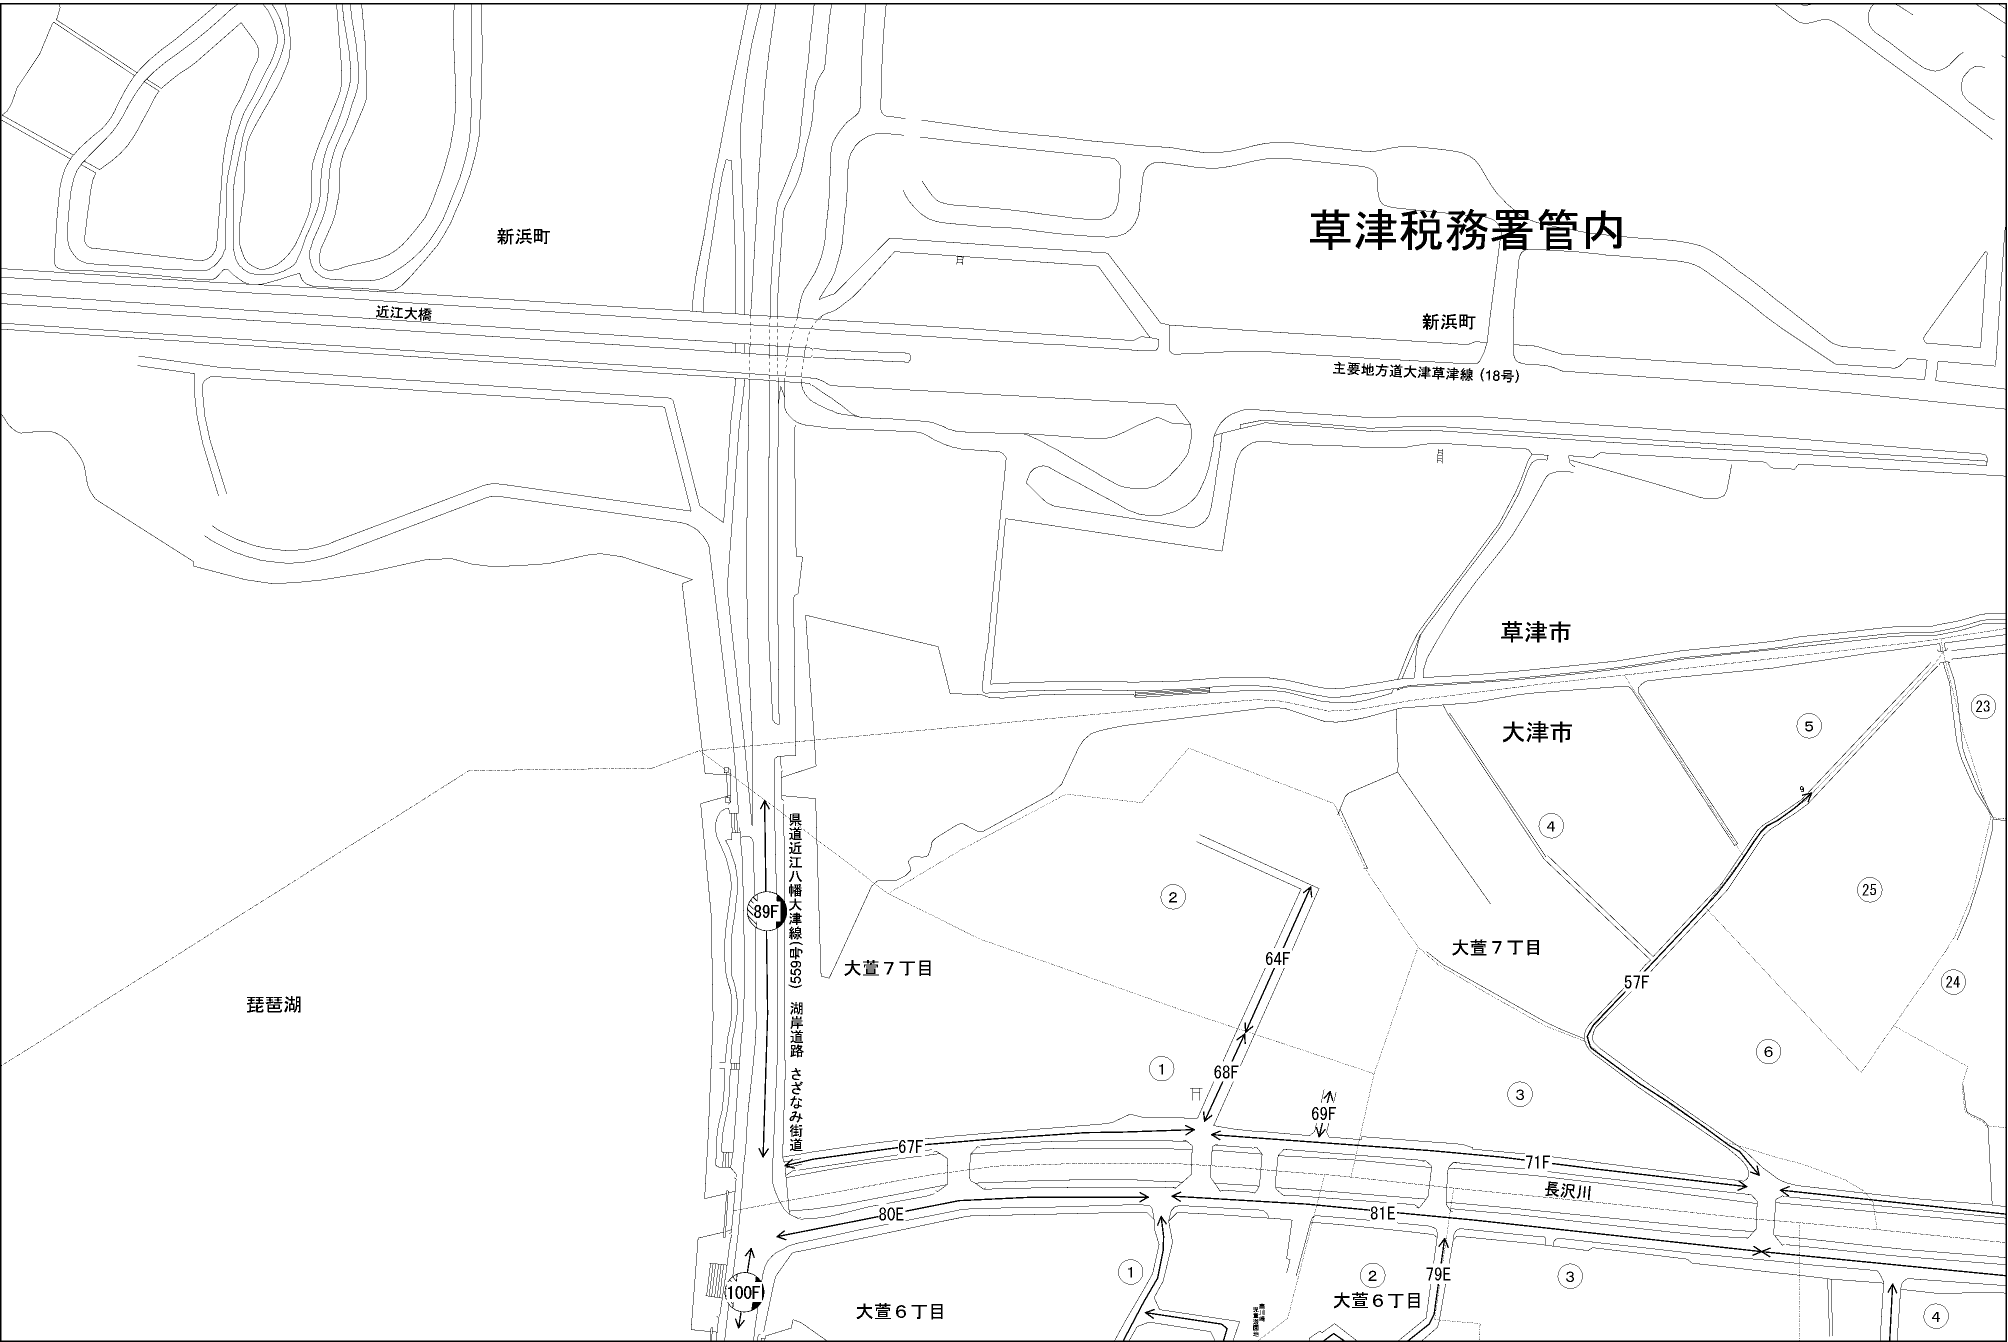 草津税務署管内
新浜町
近江大橋
新浜町
主要地方道大津草津線 (18号)
草津市
大津市
23
5
9
4
25
2
89F
県道近江八幡大津線(559号) 湖岸道路 さざなみ街道
大萱７丁目
64F
大萱７丁目
57F
24
琵琶湖
6
1
68F
3
69F
67F
71F
長沢川
80E
81E
1
2
79E
3
100F
大萱６丁目
大萱６丁目
4